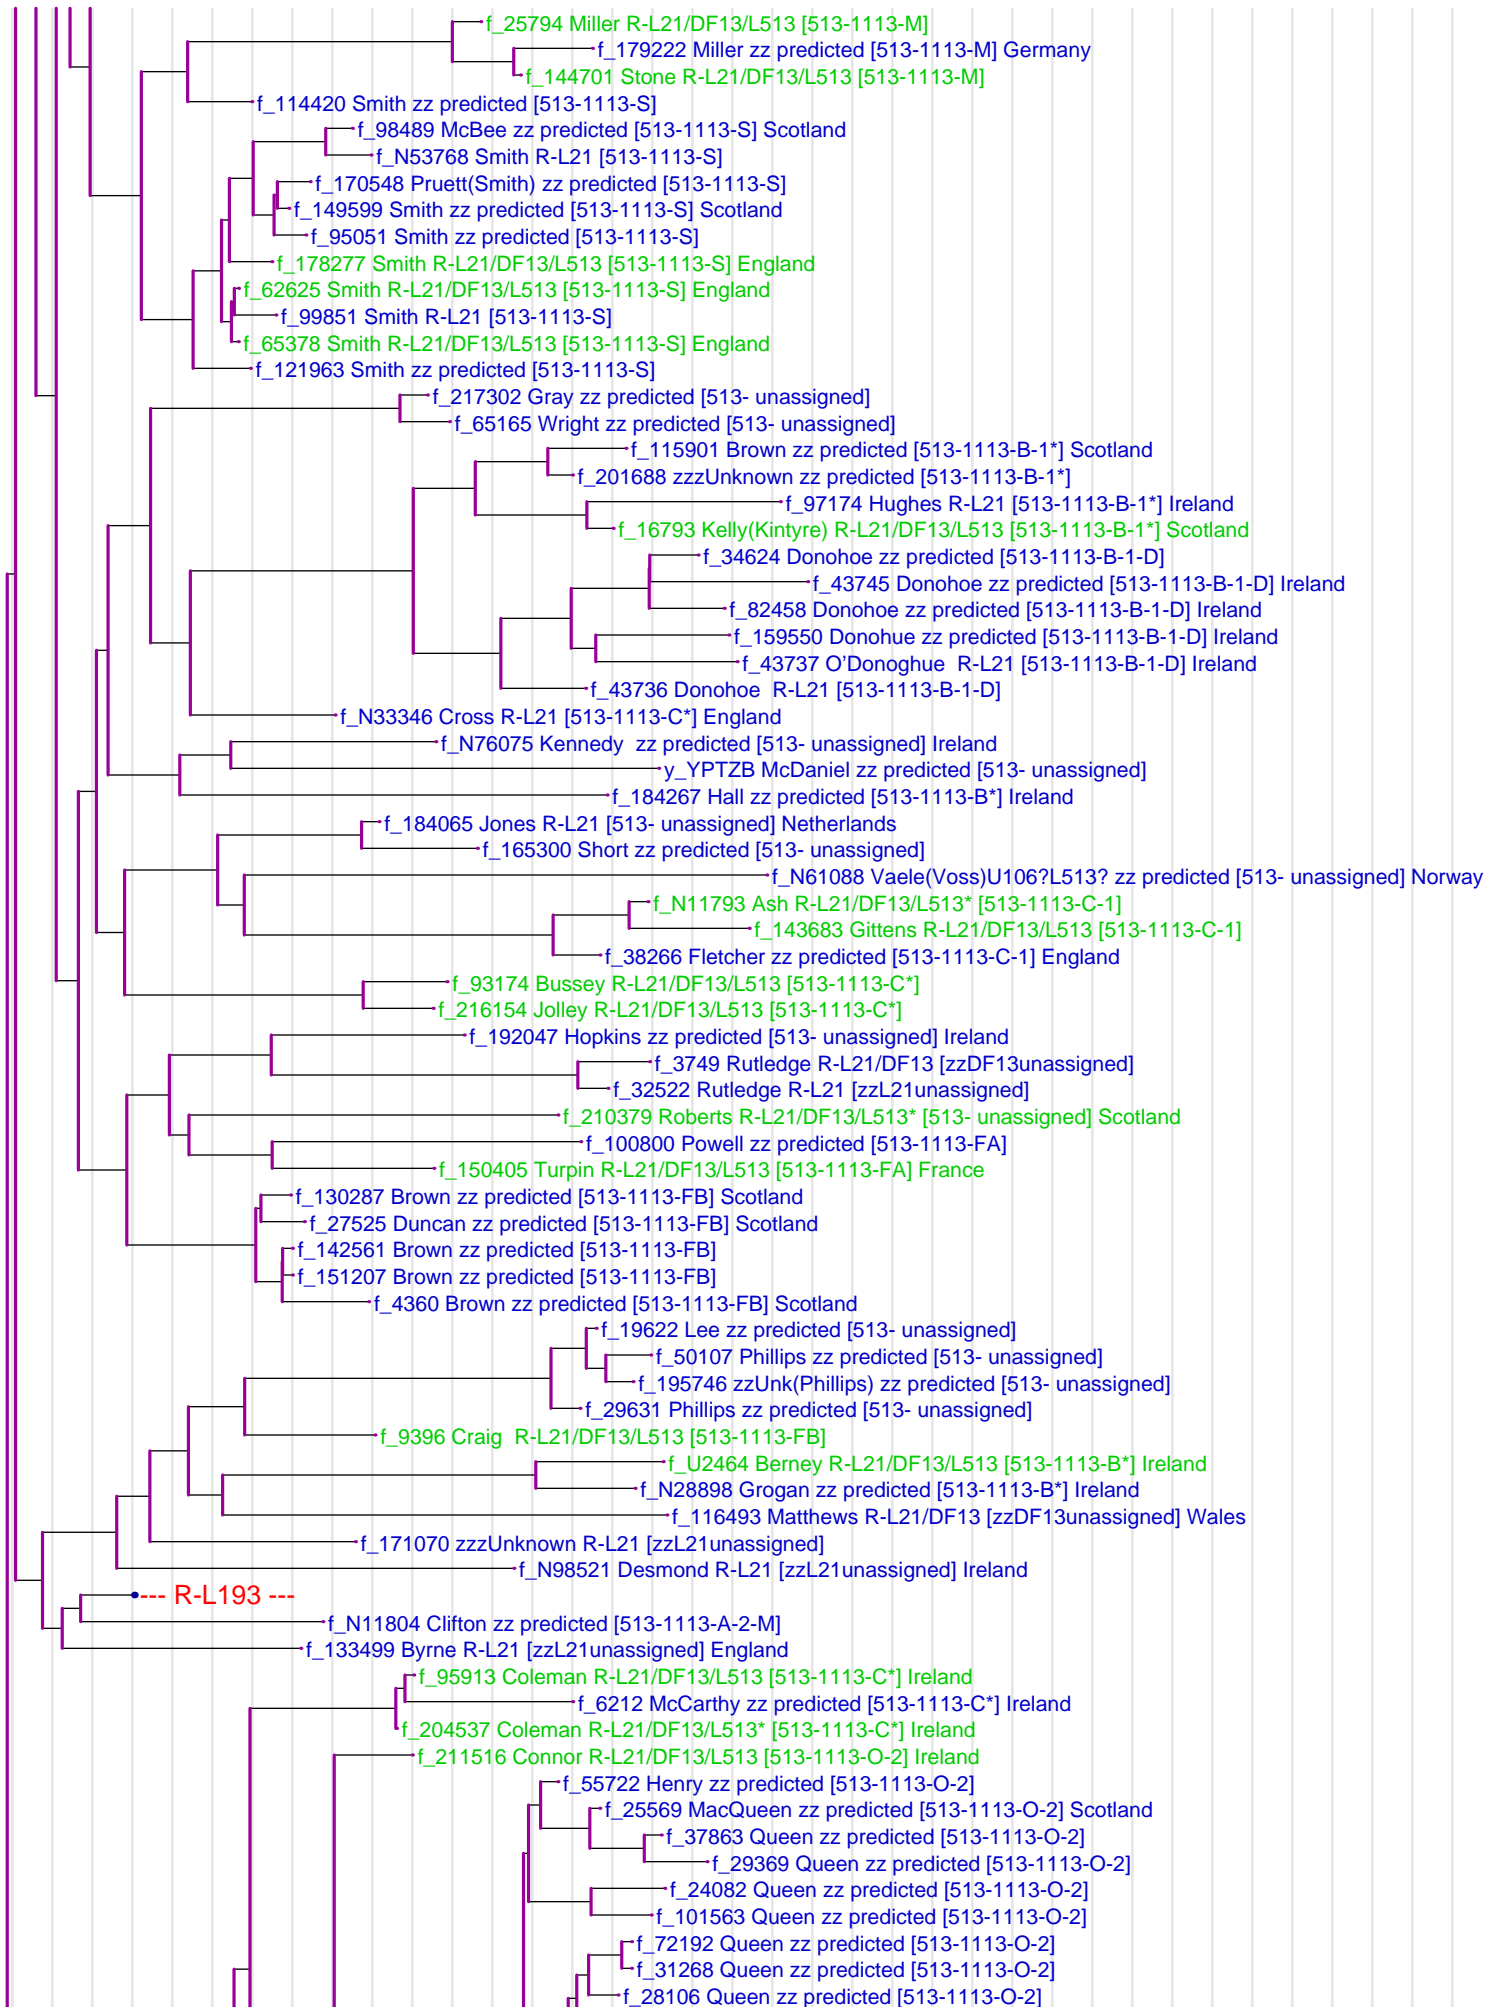 f_25794 Miller R-L21/DF13/L513 [513-1113-M]
f_179222 Miller zz predicted [513-1113-M] Germany
f_144701 Stone R-L21/DF13/L513 [513-1113-M]
f_114420 Smith zz predicted [513-1113-S]
f_98489 McBee zz predicted [513-1113-S] Scotland
f_N53768 Smith R-L21 [513-1113-S]
f_170548 Pruett(Smith) zz predicted [513-1113-S]
f_149599 Smith zz predicted [513-1113-S] Scotland
f_95051 Smith zz predicted [513-1113-S]
f_178277 Smith R-L21/DF13/L513 [513-1113-S] England
f_62625 Smith R-L21/DF13/L513 [513-1113-S] England
f_99851 Smith R-L21 [513-1113-S]
f_65378 Smith R-L21/DF13/L513 [513-1113-S] England
f_121963 Smith zz predicted [513-1113-S]
f_217302 Gray zz predicted [513- unassigned]
f_65165 Wright zz predicted [513- unassigned]
f_115901 Brown zz predicted [513-1113-B-1*] Scotland
f_201688 zzzUnknown zz predicted [513-1113-B-1*]
f_97174 Hughes R-L21 [513-1113-B-1*] Ireland
f_16793 Kelly(Kintyre) R-L21/DF13/L513 [513-1113-B-1*] Scotland
f_34624 Donohoe zz predicted [513-1113-B-1-D]
f_43745 Donohoe zz predicted [513-1113-B-1-D] Ireland
f_82458 Donohoe zz predicted [513-1113-B-1-D] Ireland
f_159550 Donohue zz predicted [513-1113-B-1-D] Ireland
f_43737 O'Donoghue  R-L21 [513-1113-B-1-D] Ireland
f_43736 Donohoe  R-L21 [513-1113-B-1-D]
f_N33346 Cross R-L21 [513-1113-C*] England
f_N76075 Kennedy  zz predicted [513- unassigned] Ireland
y_YPTZB McDaniel zz predicted [513- unassigned]
f_184267 Hall zz predicted [513-1113-B*] Ireland
f_184065 Jones R-L21 [513- unassigned] Netherlands
f_165300 Short zz predicted [513- unassigned]
f_N61088 Vaele(Voss)U106?L513? zz predicted [513- unassigned] Norway
f_N11793 Ash R-L21/DF13/L513* [513-1113-C-1]
f_143683 Gittens R-L21/DF13/L513 [513-1113-C-1]
f_38266 Fletcher zz predicted [513-1113-C-1] England
f_93174 Bussey R-L21/DF13/L513 [513-1113-C*]
f_216154 Jolley R-L21/DF13/L513 [513-1113-C*]
f_192047 Hopkins zz predicted [513- unassigned] Ireland
f_3749 Rutledge R-L21/DF13 [zzDF13unassigned]
f_32522 Rutledge R-L21 [zzL21unassigned]
f_210379 Roberts R-L21/DF13/L513* [513- unassigned] Scotland
f_100800 Powell zz predicted [513-1113-FA]
f_150405 Turpin R-L21/DF13/L513 [513-1113-FA] France
f_130287 Brown zz predicted [513-1113-FB] Scotland
f_27525 Duncan zz predicted [513-1113-FB] Scotland
f_142561 Brown zz predicted [513-1113-FB]
f_151207 Brown zz predicted [513-1113-FB]
f_4360 Brown zz predicted [513-1113-FB] Scotland
f_19622 Lee zz predicted [513- unassigned]
f_50107 Phillips zz predicted [513- unassigned]
f_195746 zzUnk(Phillips) zz predicted [513- unassigned]
f_29631 Phillips zz predicted [513- unassigned]
f_9396 Craig  R-L21/DF13/L513 [513-1113-FB]
f_U2464 Berney R-L21/DF13/L513 [513-1113-B*] Ireland
f_N28898 Grogan zz predicted [513-1113-B*] Ireland
f_116493 Matthews R-L21/DF13 [zzDF13unassigned] Wales
f_171070 zzzUnknown R-L21 [zzL21unassigned]
f_N98521 Desmond R-L21 [zzL21unassigned] Ireland
--- R-L193 ---
f_N11804 Clifton zz predicted [513-1113-A-2-M]
f_133499 Byrne R-L21 [zzL21unassigned] England
f_95913 Coleman R-L21/DF13/L513 [513-1113-C*] Ireland
f_6212 McCarthy zz predicted [513-1113-C*] Ireland
f_204537 Coleman R-L21/DF13/L513* [513-1113-C*] Ireland
f_211516 Connor R-L21/DF13/L513 [513-1113-O-2] Ireland
f_55722 Henry zz predicted [513-1113-O-2]
f_25569 MacQueen zz predicted [513-1113-O-2] Scotland
f_37863 Queen zz predicted [513-1113-O-2]
f_29369 Queen zz predicted [513-1113-O-2]
f_24082 Queen zz predicted [513-1113-O-2]
f_101563 Queen zz predicted [513-1113-O-2]
f_72192 Queen zz predicted [513-1113-O-2]
f_31268 Queen zz predicted [513-1113-O-2]
f_28106 Queen zz predicted [513-1113-O-2]